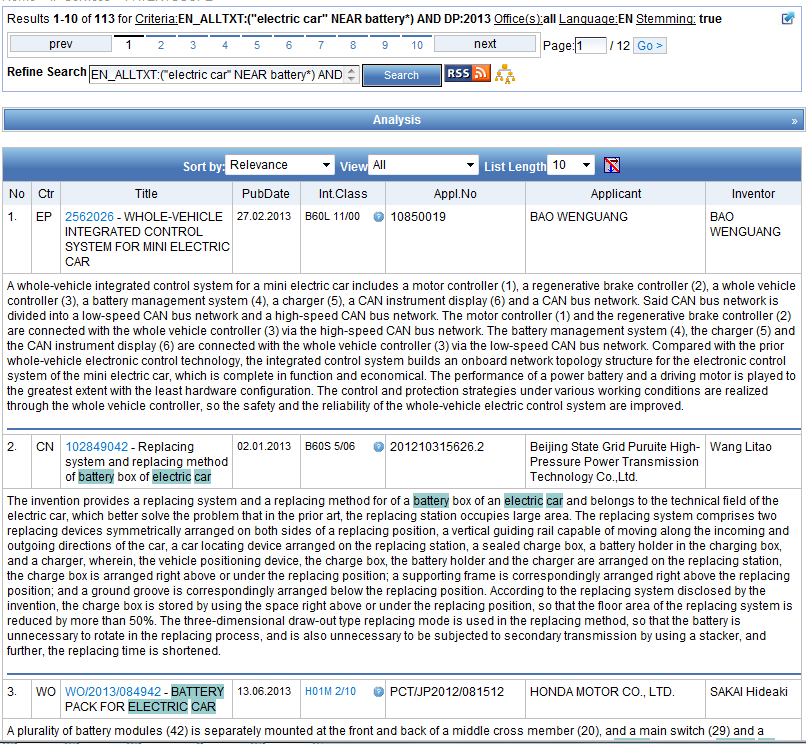 Results 1-10 of 113 for Criteria:EN_ALLTXT:("electric car" NEAR battery*) AND DP:2013 Office(s):all Language:EN Stemming: true
prev 1 2 3 4 5 6 7 8 9 10 next Page: 1 / 12 Go >
Refine Search EN_ALLTXT:("electric car" NEAR battery*) AND Search RSS
Analysis »
Sort by: Relevance View All List Length 10
No Ctr Title PubDate Int.Class Appl.No Applicant Inventor
1. EP 2562026 - WHOLE-VEHICLE 27.02.2013 B60L 11/00 ? 10850019 BAO WENGUANG BAO
INTEGRATED CONTROL WENGUANG
SYSTEM FOR MINI ELECTRIC
CAR
A whole-vehicle integrated control system for a mini electric car includes a motor controller (1), a regenerative brake controller (2), a whole vehicle
controller (3), a battery management system (4), a charger (5), a CAN instrument display (6) and a CAN bus network. Said CAN bus network is
divided into a low-speed CAN bus network and a high-speed CAN bus network. The motor controller (1) and the regenerative brake controller (2)
are connected with the whole vehicle controller (3) via the high-speed CAN bus network. The battery management system (4), the charger (5) and
the CAN instrument display (6) are connected with the whole vehicle controller (3) via the low-speed CAN bus network. Compared with the prior
whole-vehicle electronic control technology, the integrated control system builds an onboard network topology structure for the electronic control
system of the mini electric car, which is complete in function and economical. The performance of a power battery and a driving motor is played to
the greatest extent with the least hardware configuration. The control and protection strategies under various working conditions are realized
through the whole vehicle controller, so the safety and the reliability of the whole-vehicle electric control system are improved.
2. CN 102849042 - Replacing 02.01.2013 B60S 5/06 ? 201210315626.2 Beijing State Grid Puruite High- Wang Litao
system and replacing method Pressure Power Transmission
of battery box of electric car Technology Co.,Ltd.
The invention provides a replacing system and a replacing method for of a battery box of an electric car and belongs to the technical field of the
electric car, which better solve the problem that in the prior art, the replacing station occupies large area. The replacing system comprises two
replacing devices symmetrically arranged on both sides of a replacing position, a vertical guiding rail capable of moving along the incoming and
outgoing directions of the car, a car locating device arranged on the replacing station, a sealed charge box, a battery holder in the charging box,
and a charger, wherein, the vehicle positioning device, the charge box, the battery holder and the charger are arranged on the replacing station,
the charge box is arranged right above or under the replacing position; a supporting frame is correspondingly arranged right above the replacing
position; and a ground groove is correspondingly arranged below the replacing position. According to the replacing system disclosed by the
invention, the charge box is stored by using the space right above or under the replacing position, so that the floor area of the replacing system is
reduced by more than 50%. The three-dimensional draw-out type replacing mode is used in the replacing method, so that the battery is
unnecessary to rotate in the replacing process, and is also unnecessary to be subjected to secondary transmission by using a stacker, and
further, the replacing time is shortened.
3. WO WO/2013/084942 - BATTERY 13.06.2013 H01M 2/10 ? PCT/JP2012/081512 HONDA MOTOR CO., LTD. SAKAI Hideaki
PACK FOR ELECTRIC CAR
A plurality of battery modules (42) is separately mounted at the front and back of a middle cross member (20), and a main switch (29) and a